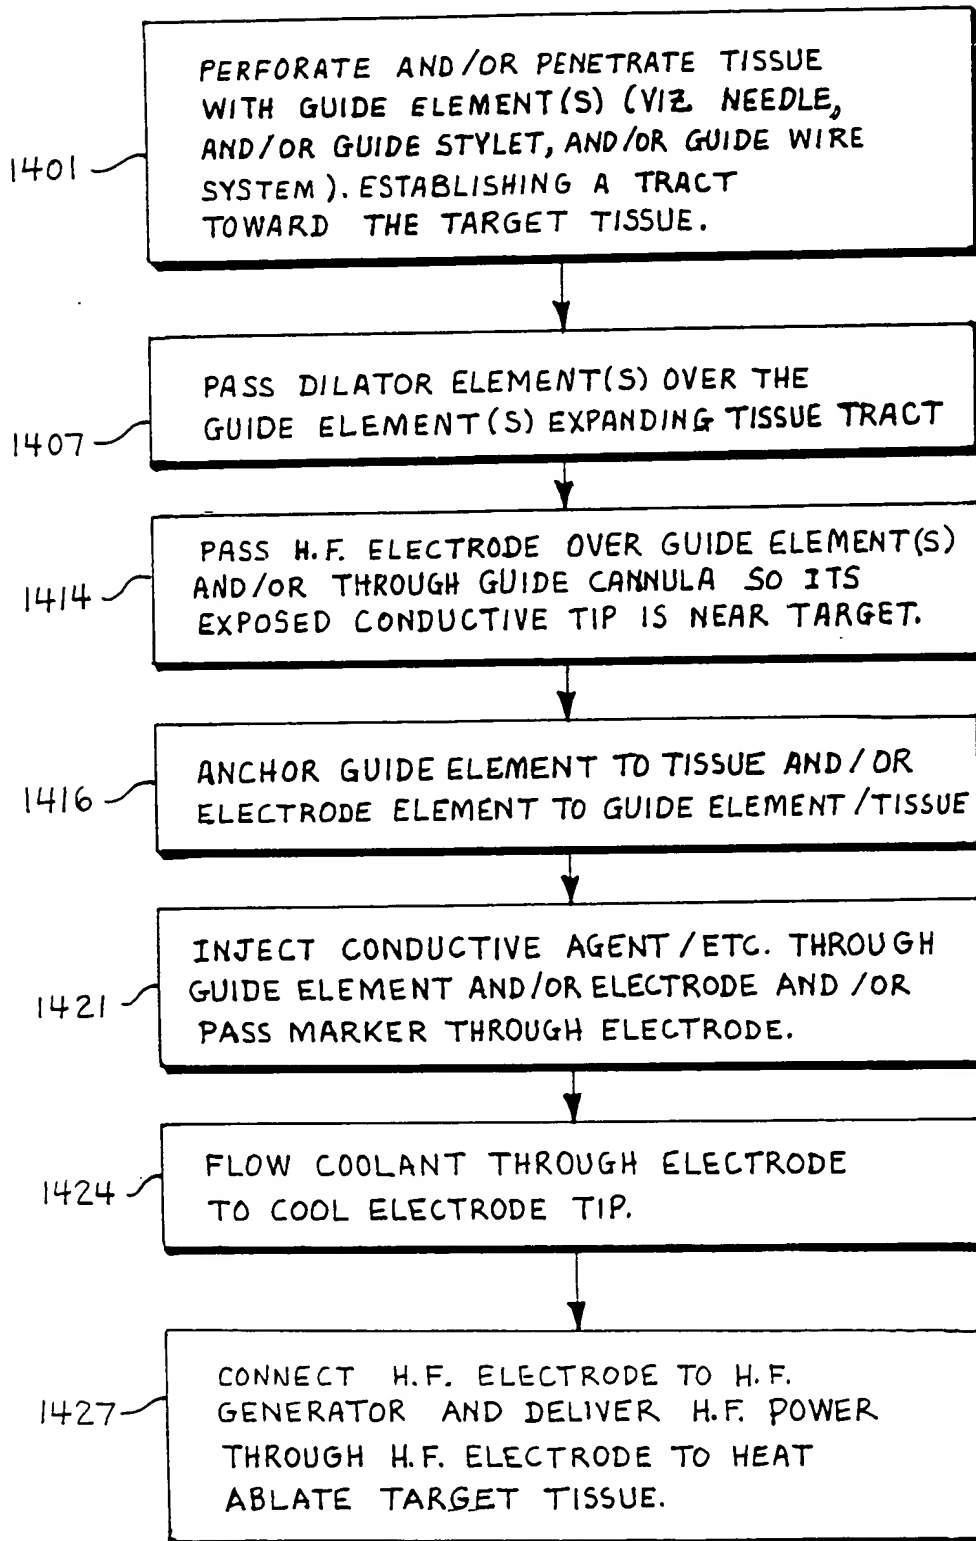 PERFORATE AND/OR PENETRATE TISSUE
WITH GUIDE ELEMENT(S) (VIZ. NEEDLE,
AND/OR GUIDE STYLET, AND/OR GUIDE WIRE
SYSTEM). ESTABLISHING A TRACT
TOWARD THE TARGET TISSUE.
1401
PASS DILATOR ELEMENT(S) OVER THE
GUIDE ELEMENT(S) EXPANDING TISSUE TRACT
1407
PASS H.F. ELECTRODE OVER GUIDE ELEMENT(S)
AND/OR THROUGH GUIDE CANNULA SO ITS
EXPOSED CONDUCTIVE TIP IS NEAR TARGET.
1414
ANCHOR GUIDE ELEMENT TO TISSUE AND/OR
ELECTRODE ELEMENT TO GUIDE ELEMENT/TISSUE
1416
INJECT CONDUCTIVE AGENT/ETC. THROUGH
GUIDE ELEMENT AND/OR ELECTRODE AND/OR
PASS MARKER THROUGH ELECTRODE.
1421
FLOW COOLANT THROUGH ELECTRODE
TO COOL ELECTRODE TIP.
1424
CONNECT H.F. ELECTRODE TO H.F.
GENERATOR AND DELIVER H.F. POWER
THROUGH H.F. ELECTRODE TO HEAT
ABLATE TARGET TISSUE.
1427